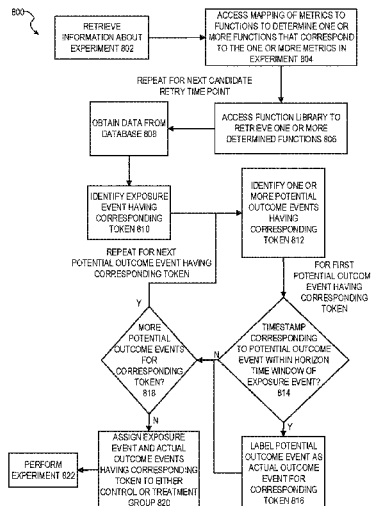 800
RETRIEVE
INFORMATION ABOUT
EXPERIMENT 802
ACCESS MAPPING OF METRICS TO
FUNCTIONS TO DETERMINE ONE OR
MORE FUNCTIONS THAT CORRESPOND
TO THE ONE OR MORE METRICS IN
EXPERIMENT 804
REPEAT FOR NEXT CANDIDATE
RETRY TIME POINT
ACCESS FUNCTION LIBRARY TO
RETRIEVE ONE OR MORE
DETERMINED FUNCTIONS 806
OBTAIN DATA FROM
DATABASE 808
IDENTIFY EXPOSURE
EVENT HAVING
CORRESPONDING
TOKEN 810
IDENTIFY ONE OR
MORE POTENTIAL
OUTCOME EVENTS
HAVING
CORRESPONDING
TOKEN 812
REPEAT FOR NEXT
POTENTIAL OUTCOME EVENT HAVING
CORRESPONDING TOKEN
FOR FIRST
POTENTIAL OUTCOM
EVENT HAVING
CORRESPONDING
TOKEN
Y
MORE
POTENTIAL
OUTCOME EVENTS
FOR
CORRESPONDING
TOKEN?
818
N
TIMESTAMP
CORRESPONDING
TO POTENTIAL OUTCOME
EVENT WITHIN HORIZON
TIME WINDOW OF
EXPOSURE EVENT?
814
N
Y
ASSIGN EXPOSURE
EVENT AND ACTUAL
OUTCOME EVENTS
HAVING CORRESPONDING
TOKEN TO EITHER
CONTROL OR TREATMENT
GROUP 820
PERFORM
EXPERIMENT 822
LABEL POTENTIAL
OUTCOME EVENT AS
ACTUAL OUTCOME
EVENT FOR
CORRESPONDING
TOKEN 816